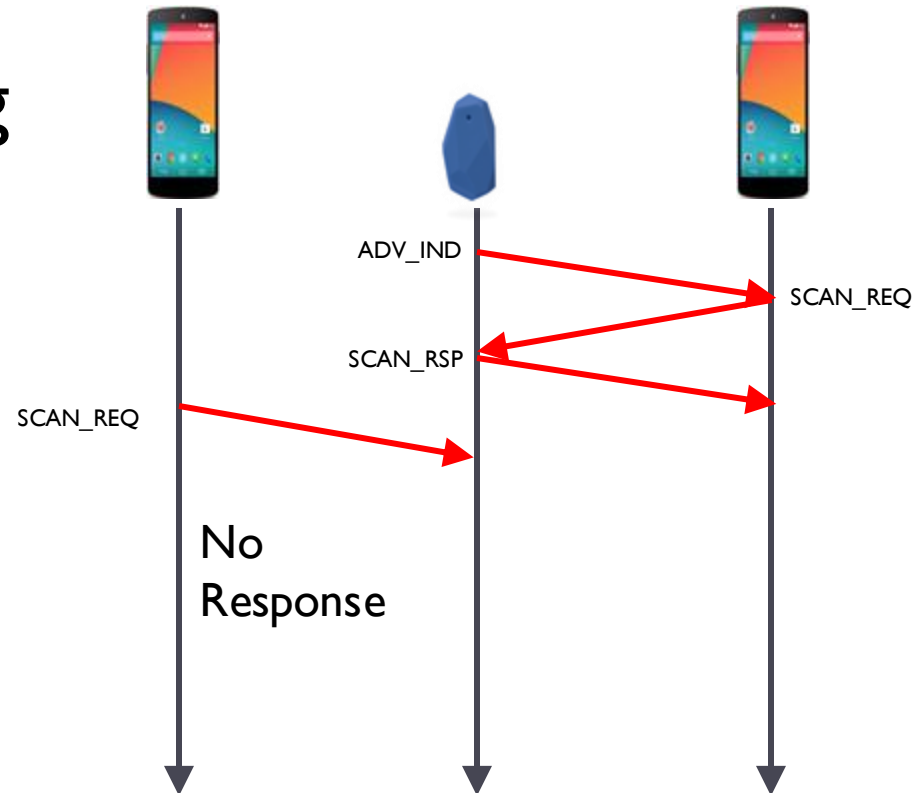 g
ADV_IND
SCAN_REQ
SCAN_RSP
SCAN_REQ
No
Response